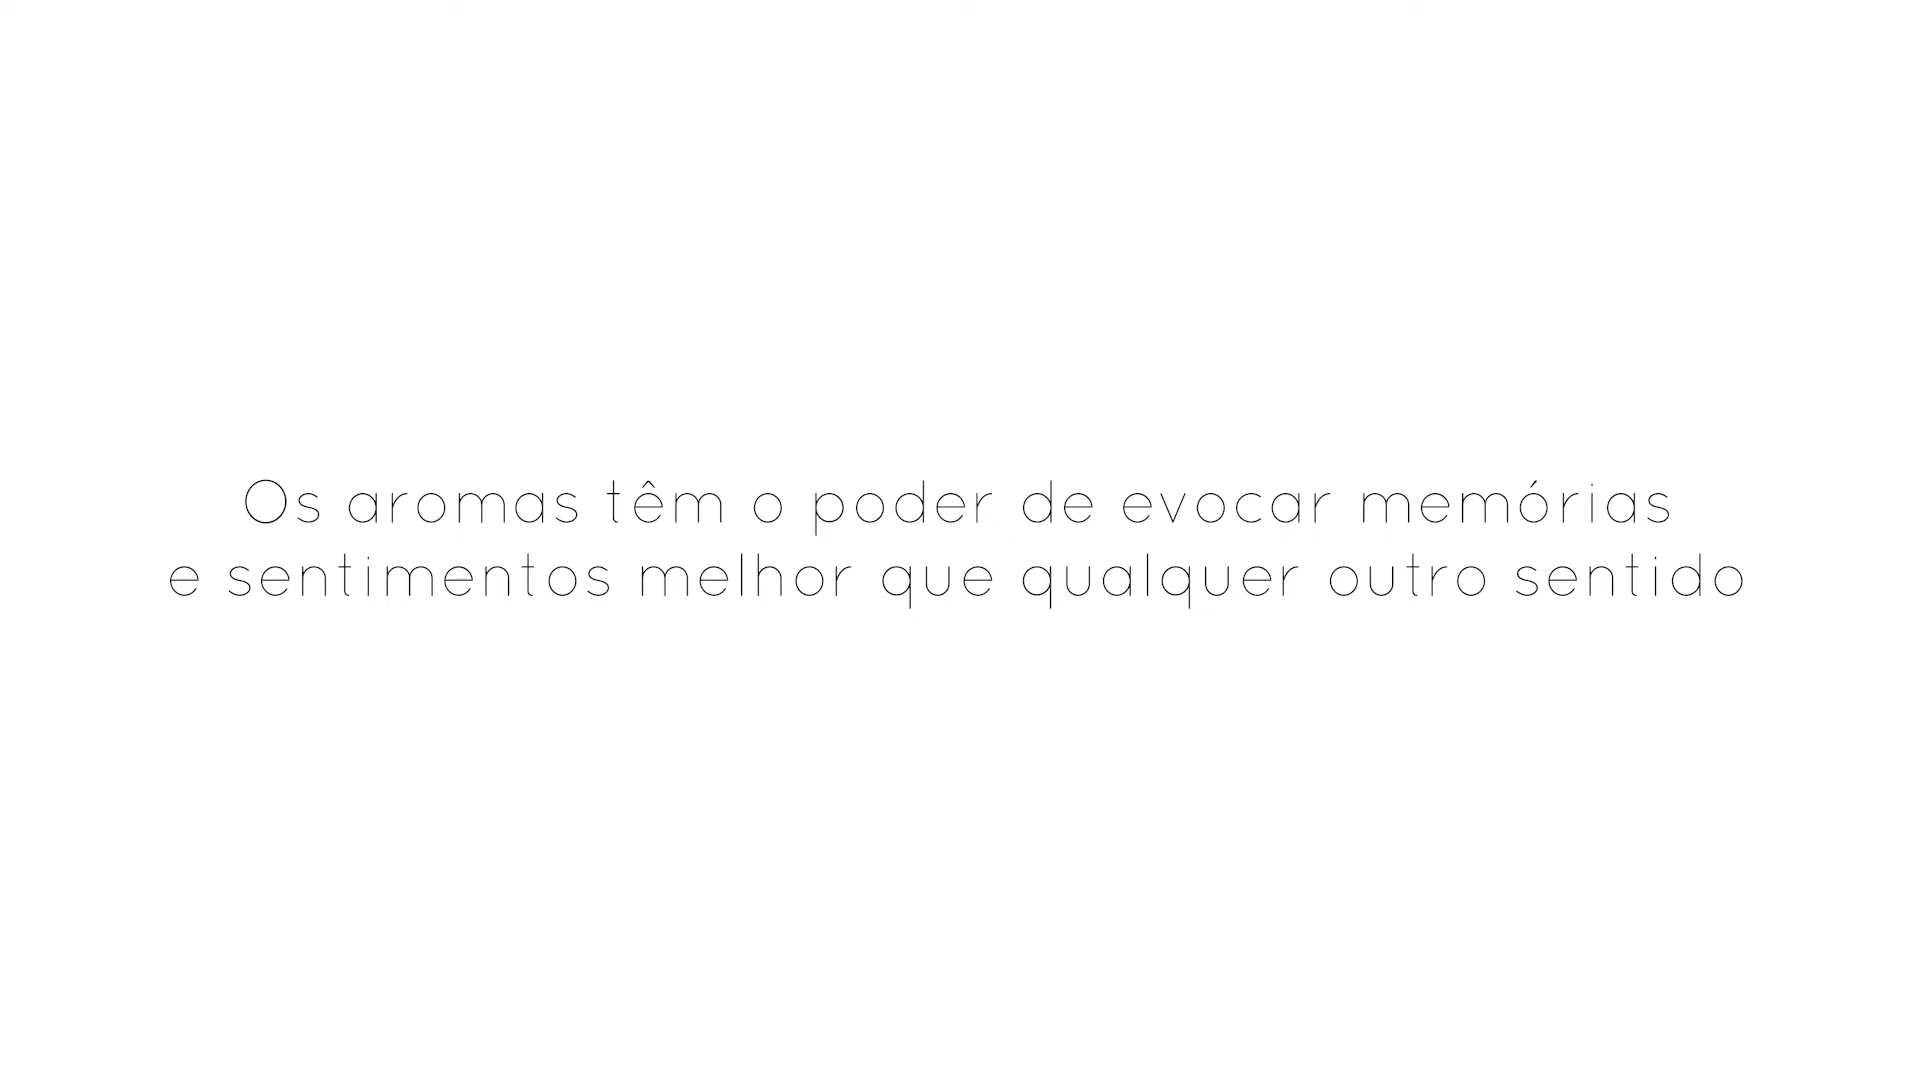 Os aromas têm o poder de evocar memórias
e sentimentos melhor que qualquer outro sentido